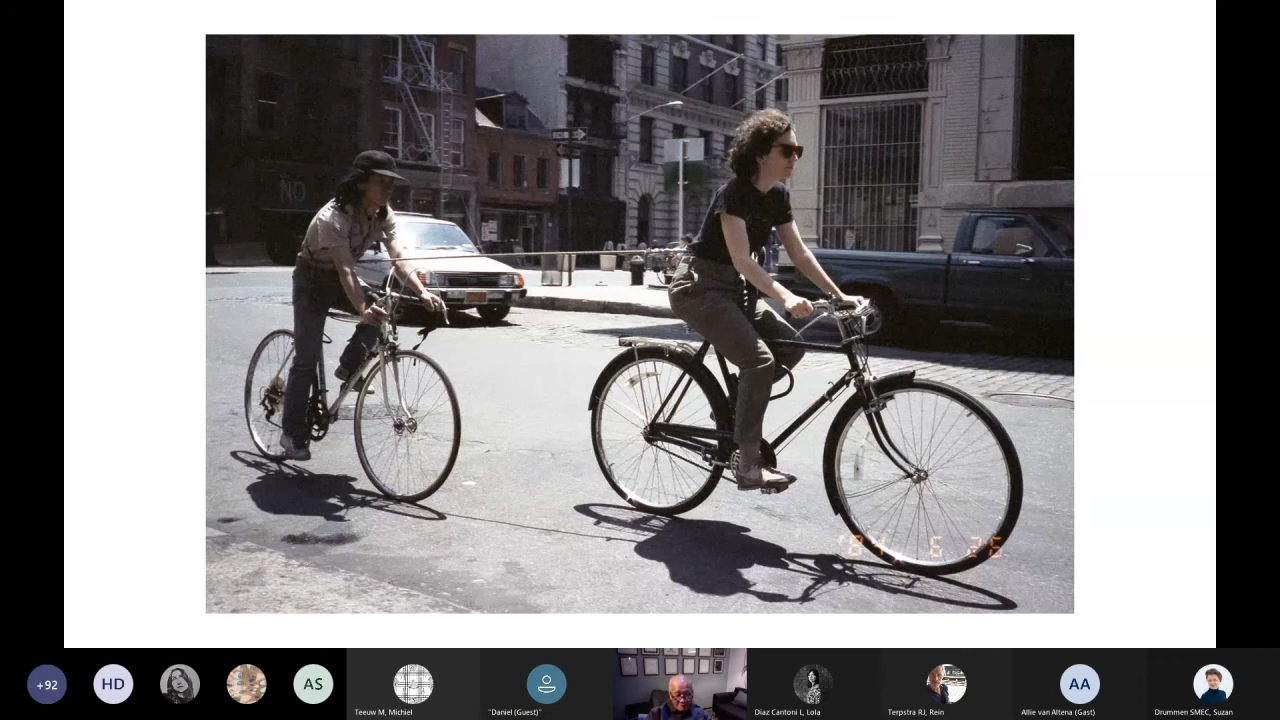 NO
'84 6 26
+92
HD
AS
Teeuw M, Michiel
"Daniel (Guest)"
Diaz Cantoni L, Lola
Terpstra RJ, Rein
AA
Allie van Altena (Gast)
Drummen SMEC, Suzan